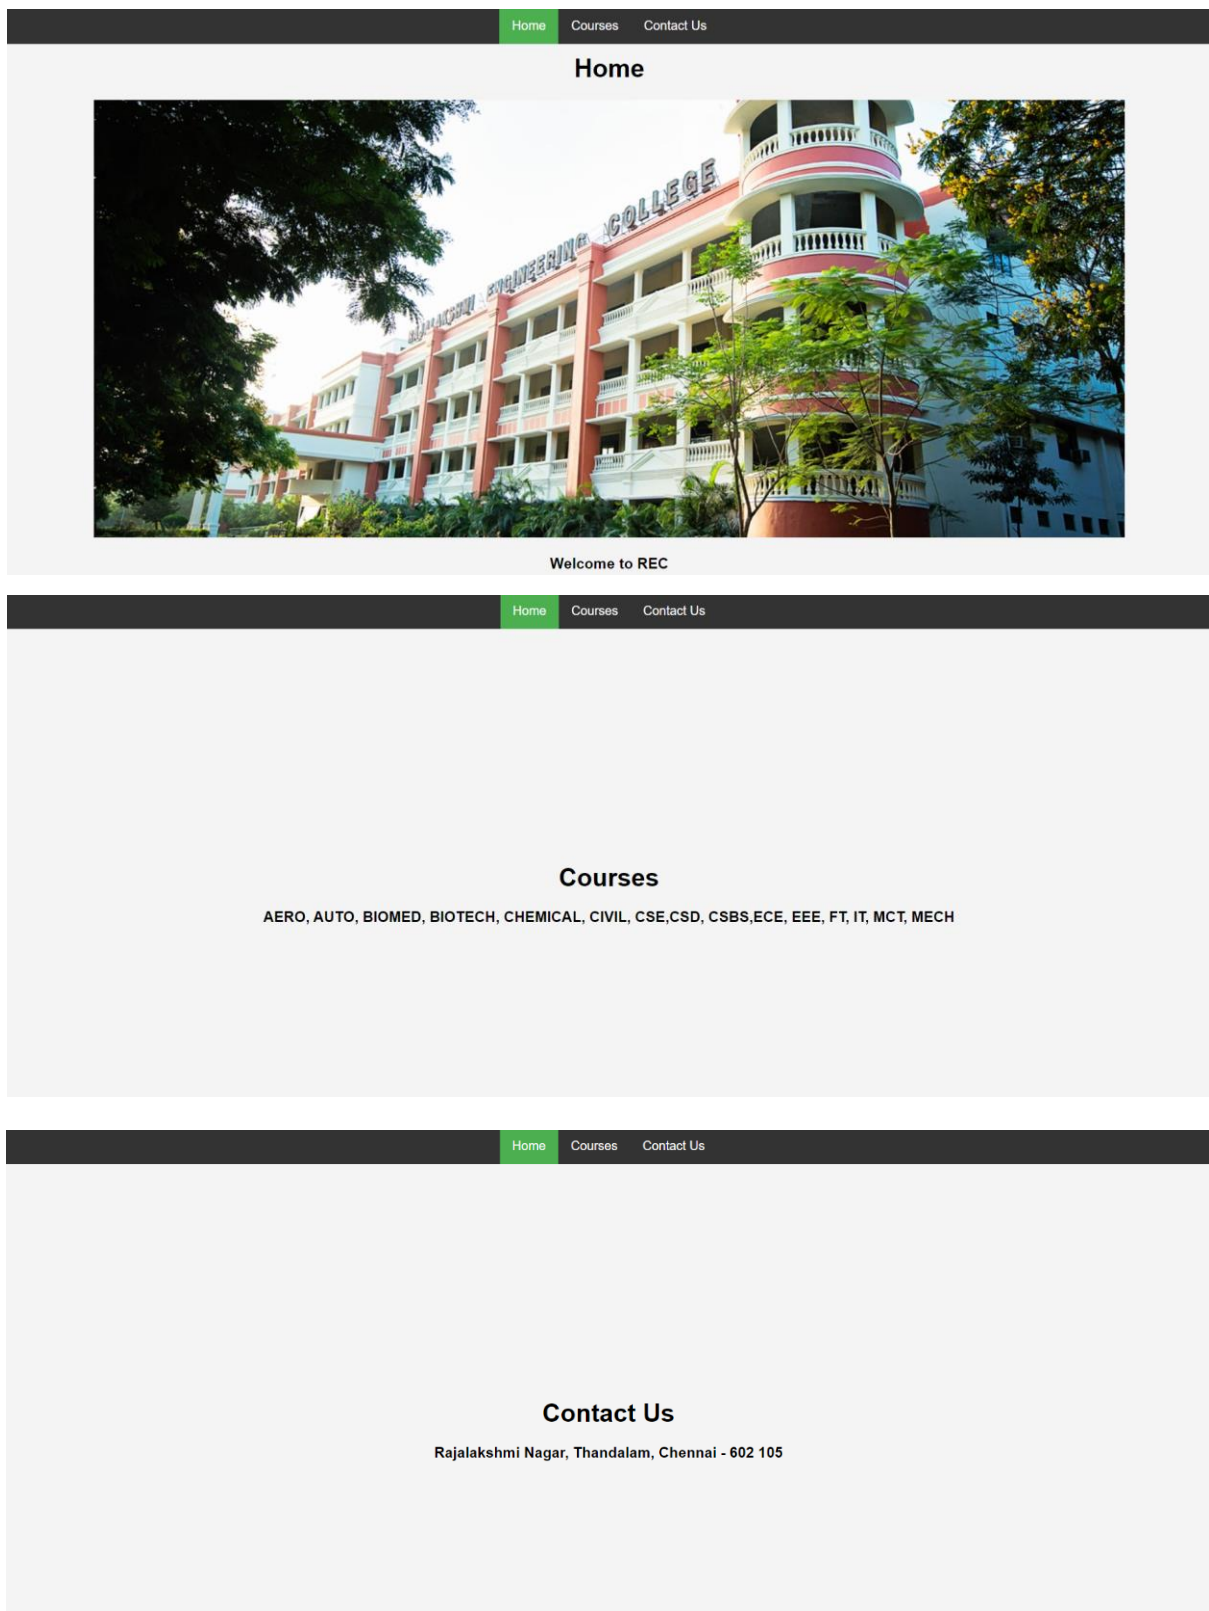 Home Courses Contact Us
Home
RAJALAKSHMI ENGINEERING COLLEGE
Welcome to REC
Home Courses Contact Us
Courses
AERO, AUTO, BIOMED, BIOTECH, CHEMICAL, CIVIL, CSE,CSD, CSBS,ECE, EEE, FT, IT, MCT, MECH
Home Courses Contact Us
Contact Us
Rajalakshmi Nagar, Thandalam, Chennai - 602 105